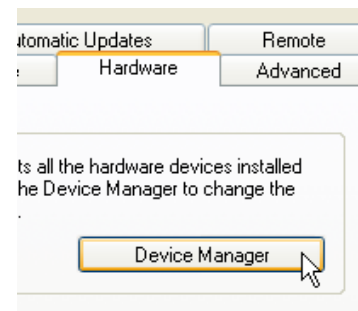 Automatic Updates Remote
Hardware Advanced
ts all the hardware devices installed
he Device Manager to change the
.
Device Manager